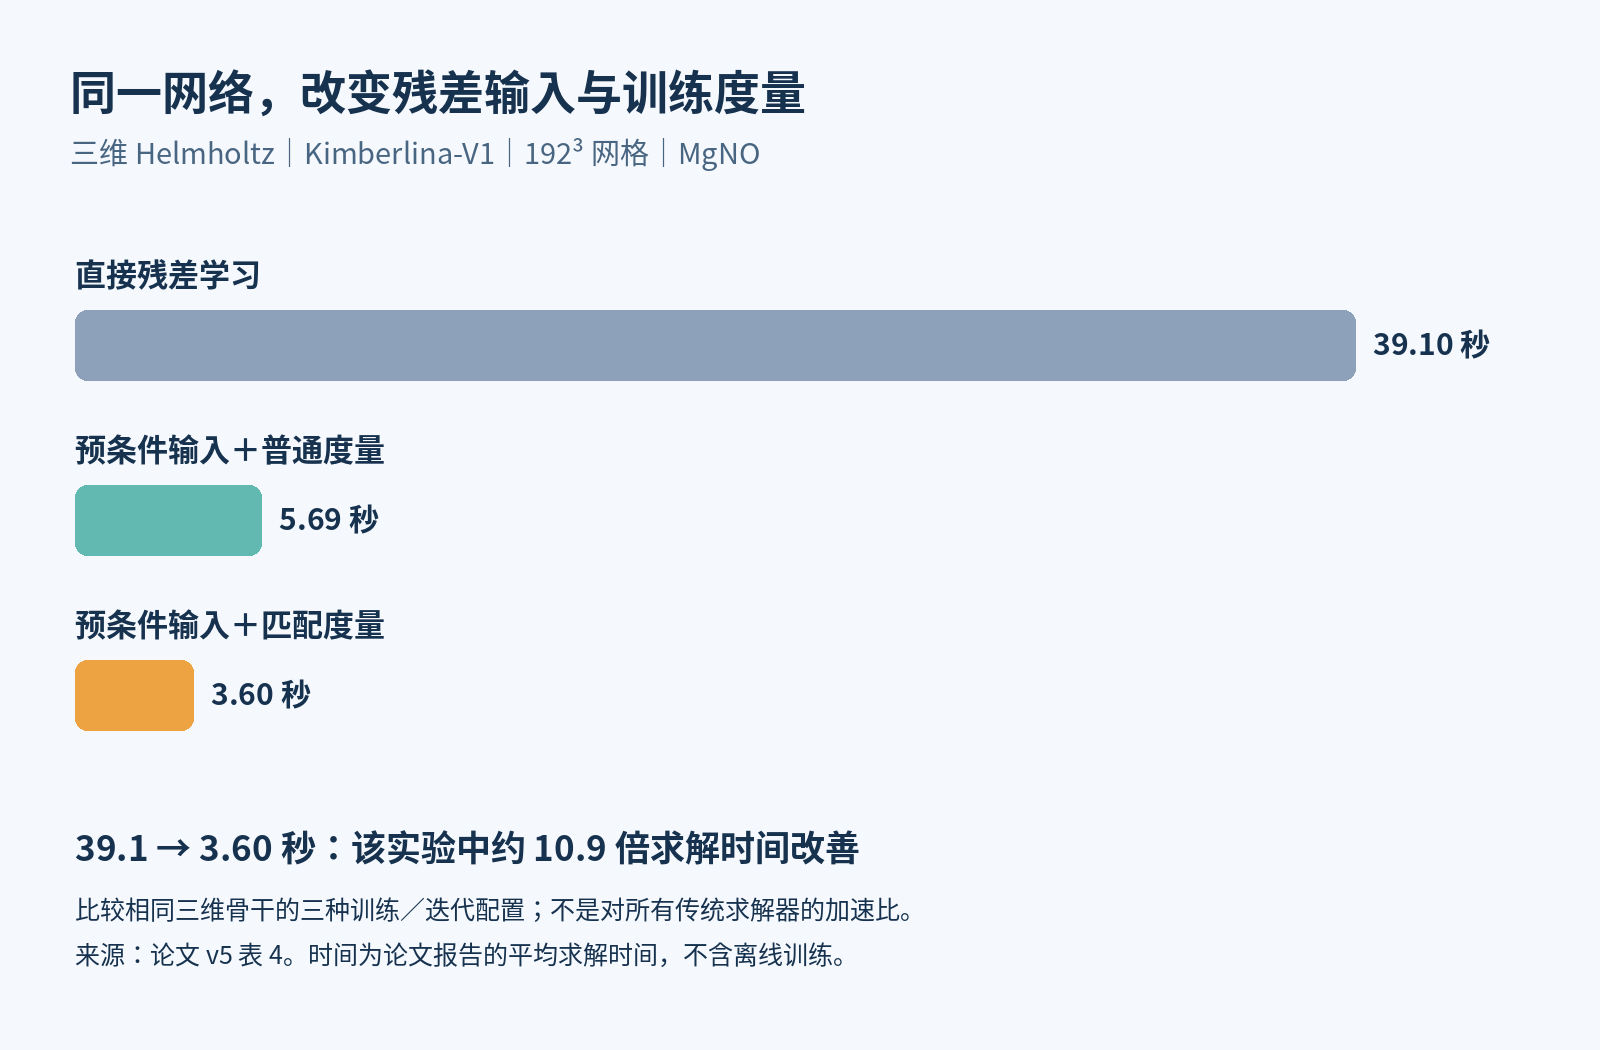 同一网络，改变残差输入与训练度量
三维 Helmholtz｜Kimberlina-V1｜192³ 网格｜MgNO
直接残差学习
39.10 秒
预条件输入＋普通度量
5.69 秒
预条件输入＋匹配度量
3.60 秒
39.1 → 3.60 秒：该实验中约 10.9 倍求解时间改善
比较相同三维骨干的三种训练／迭代配置；不是对所有传统求解器的加速比。
来源：论文 v5 表 4。时间为论文报告的平均求解时间，不含离线训练。